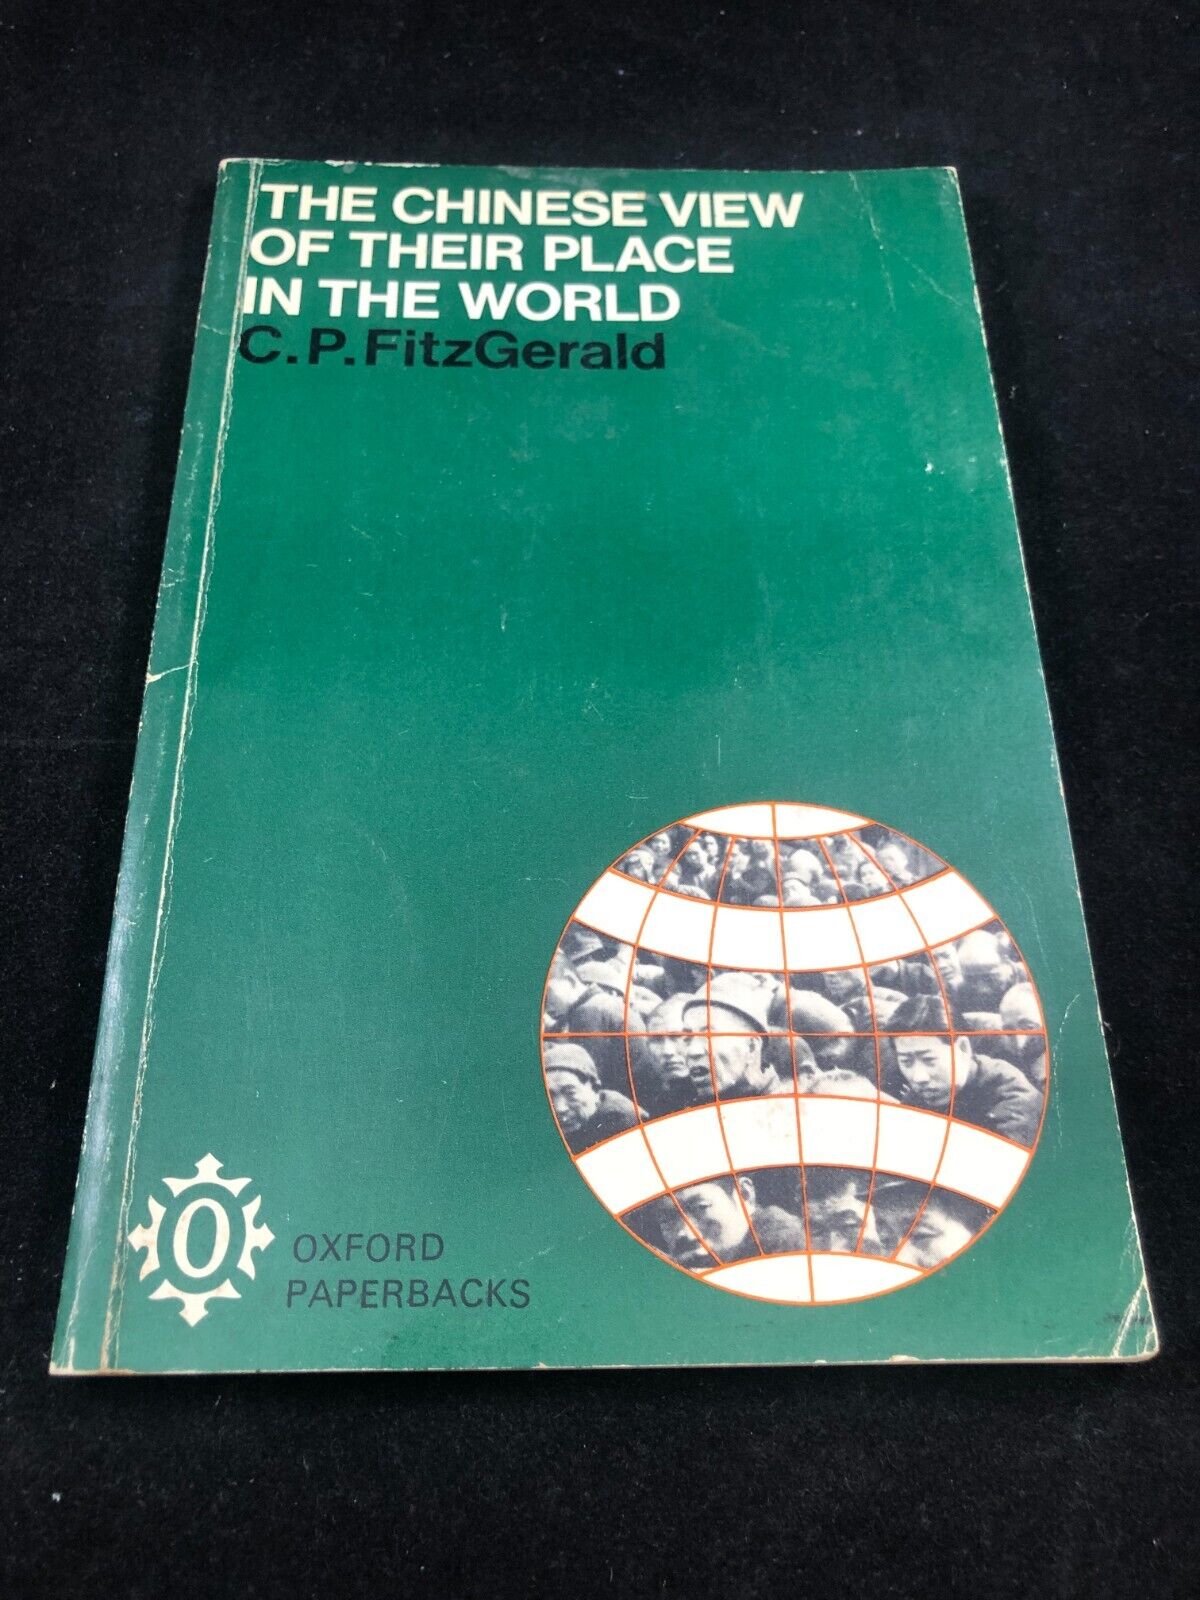 THE CHINESE VIEW
OF THEIR PLACE
IN THE WORLD
C.P.FitzGerald
O
OXFORD
PAPERBACKS